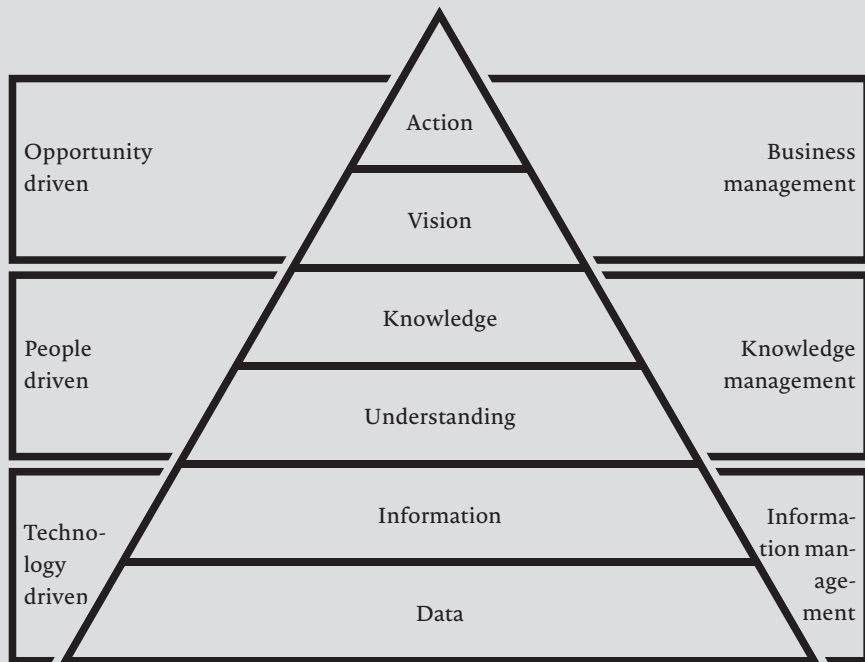 Action
Opportunity
driven
Business
management
Vision
Knowledge
People
driven
Knowledge
management
Understanding
Information
Techno-
logy
driven
Informa-
tion man-
age-
ment
Data